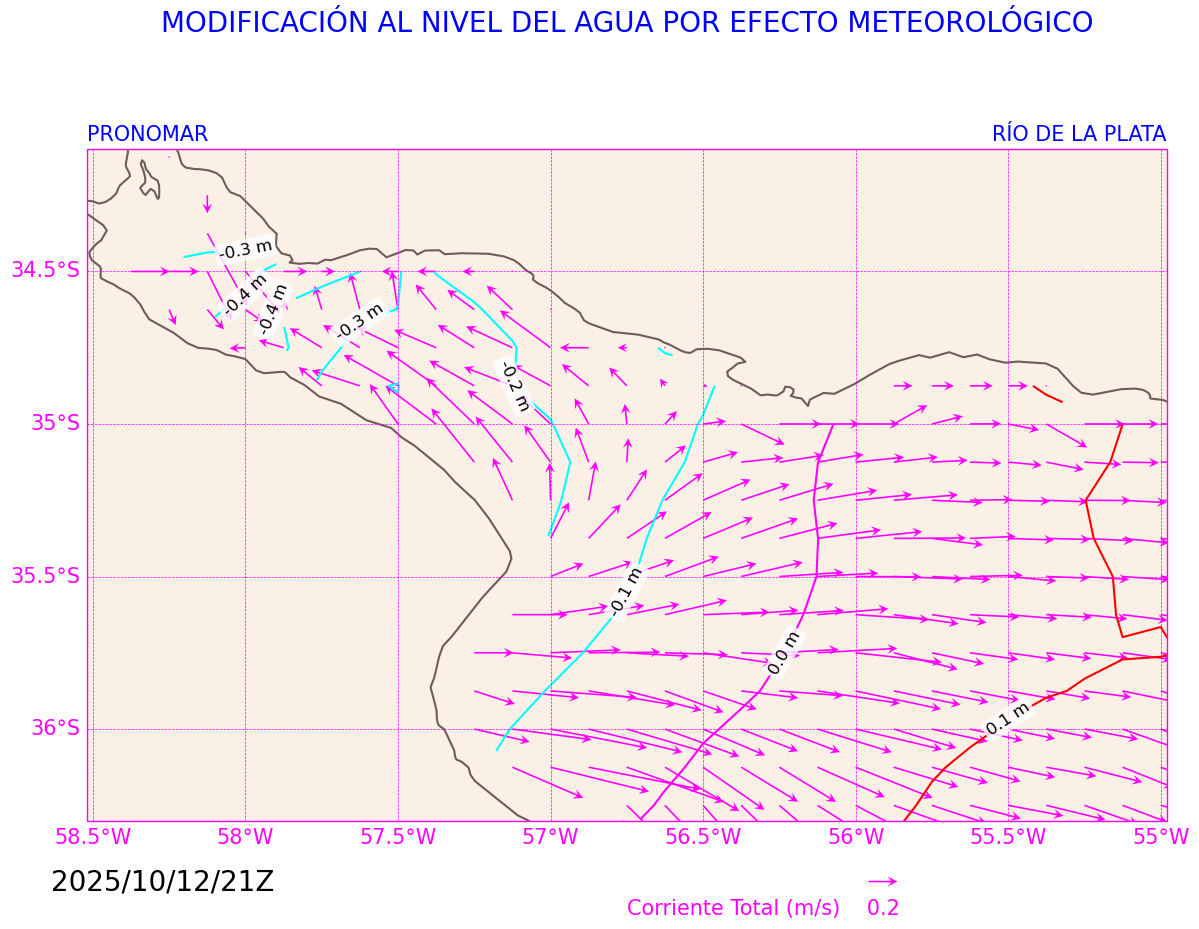 MODIFICACIÓN AL NIVEL DEL AGUA POR EFECTO METEOROLÓGICO
PRONOMAR
RÍO DE LA PLATA
-0.3 m
34.5°S
-0.4 m
-0.4 m
-0.3 m
-0.2 m
35°S
35.5°S
-0.1 m
0.0 m
36°S
0.1 m
58.5°W 58°W 57.5°W 57°W 56.5°W 56°W 55.5°W 55°W
2025/10/12/21Z
Corriente Total (m/s) 0.2